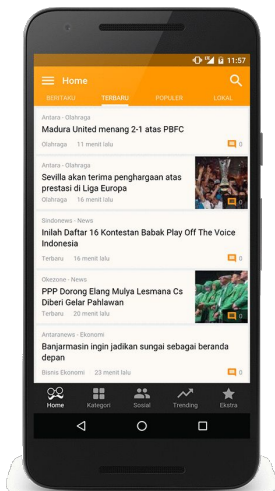 11:57
Home
BERITAKU TERBARU POPULER LOKAL
Antara - Olahraga
Madura United menang 2-1 atas PBFC
Olahraga 11 menit lalu 0
Antara - Olahraga
Sevilla akan terima penghargaan atas
prestasi di Liga Europa
Olahraga 16 menit lalu 0
Sindonews - News
Inilah Daftar 16 Kontestan Babak Play Off The Voice
Indonesia
Terbaru 16 menit lalu 0
Okezone - News
PPP Dorong Elang Mulya Lesmana Cs
Diberi Gelar Pahlawan
Terbaru 20 menit lalu 0
Antaranews - Ekonomi
Banjarmasin ingin jadikan sungai sebagai beranda
depan
Bisnis Ekonomi 23 menit lalu 0
Home Kategori Sosial Trending Ekstra